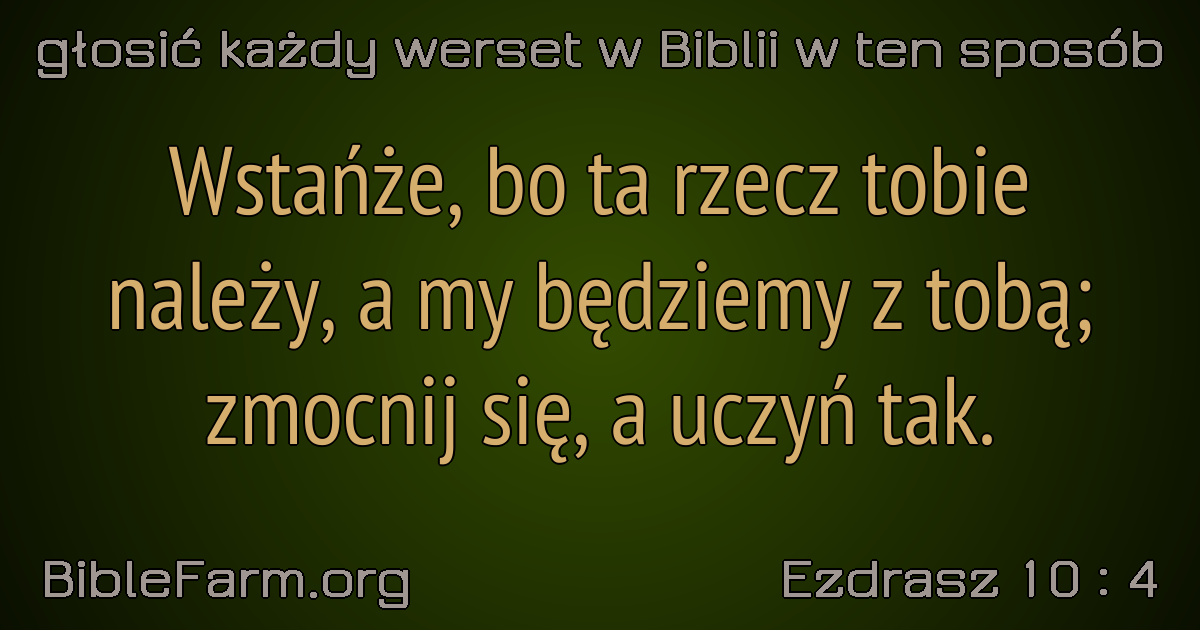 głosić każdy werset w Biblii w ten sposób
Wstańże, bo ta rzecz tobie
należy, a my będziemy z tobą;
zmocnij się, a uczyń tak.
BibleFarm.org
Ezdrasz 10 : 4